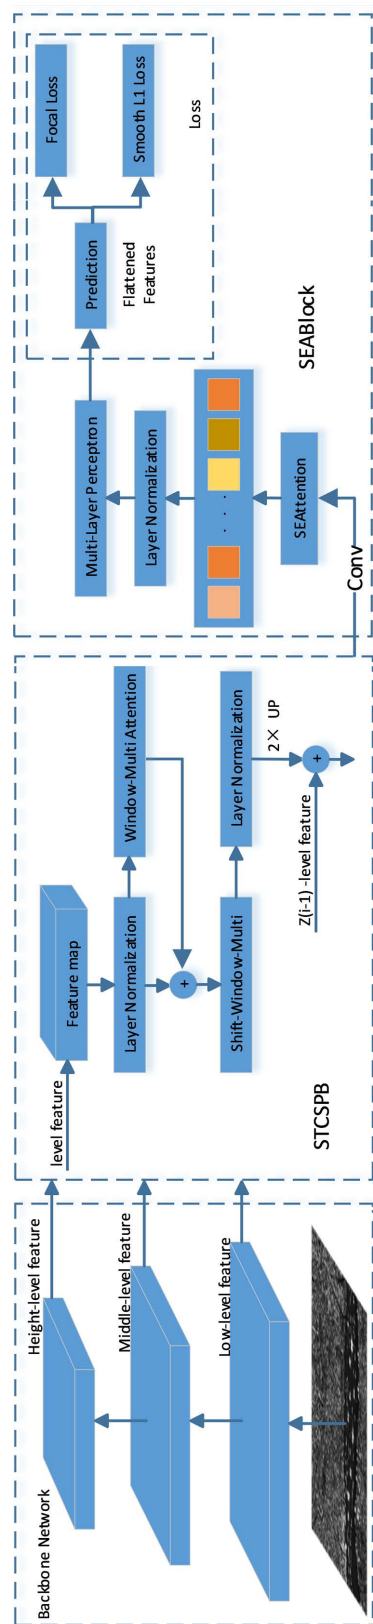 Backbone Network
Height-level feature
Middle-level feature
Low-level feature
level feature
Feature map
Layer Normalization
Window-Multi Attention
+
Shift-Window-Multi
Layer Normalization
2× UP
Z(i-1) -level feature
+
STCSPB
Conv
SEAttention
. . .
Layer Normalization
Multi-Layer Perceptron
SEABlock
Prediction
Flattened
Features
Focal Loss
Smooth L1 Loss
Loss